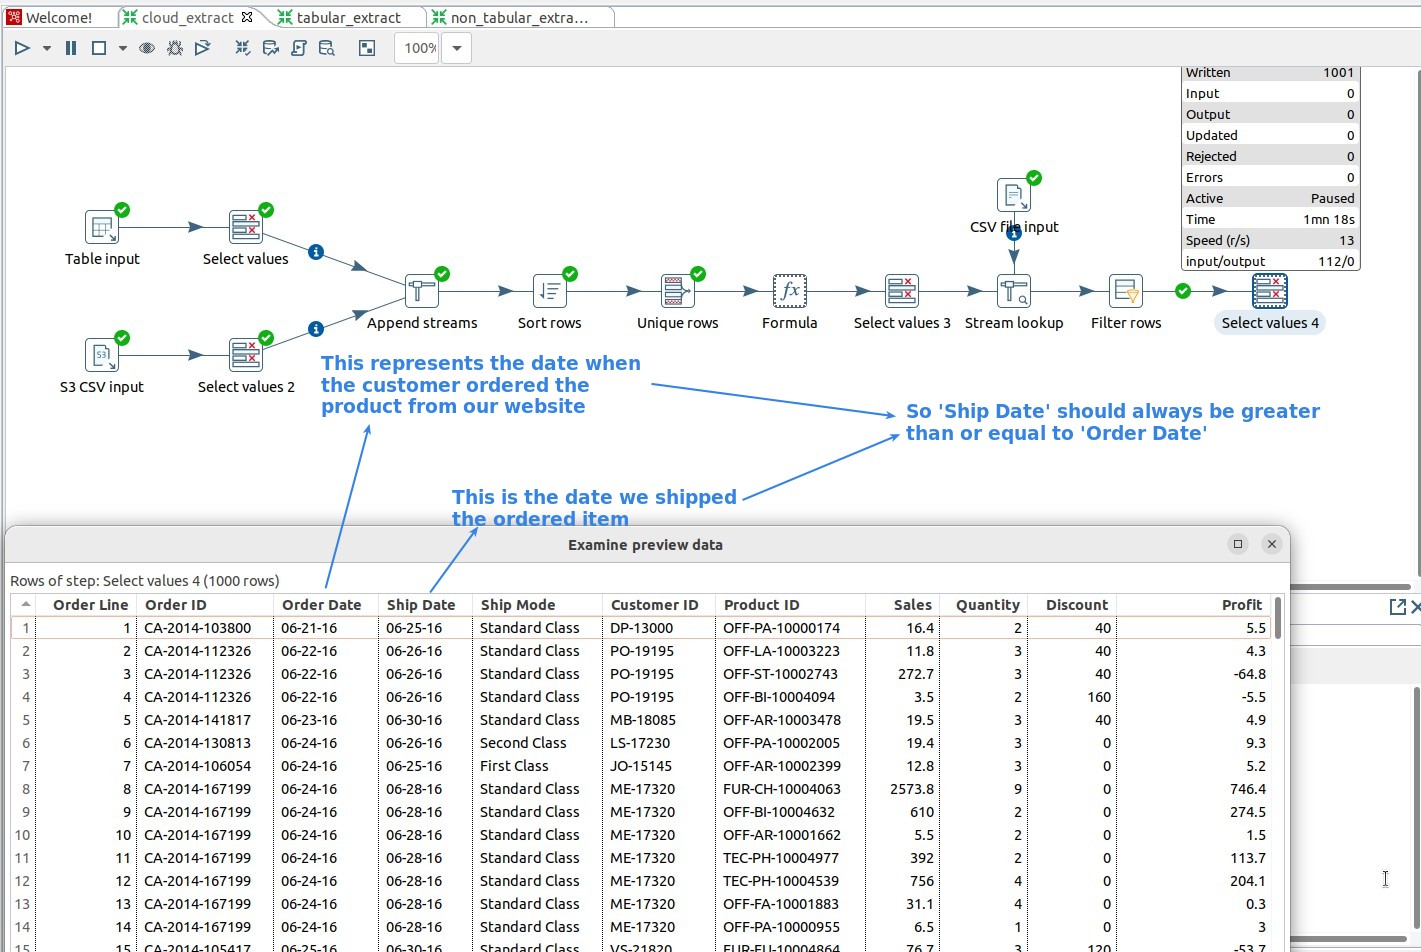 Welcome!
cloud_extract
tabular_extract
non_tabular_extra...
100%
Written 1001
Input 0
Output 0
Updated 0
Rejected 0
Errors 0
Active Paused
Time 1mn 18s
Speed (r/s) 13
input/output 112/0
Table input
Select values
CSV file input
Append streams
Sort rows
Unique rows
fx
Formula
Select values 3
Stream lookup
Filter rows
Select values 4
S3
S3 CSV input
Select values 2
This represents the date when
the customer ordered the
product from our website
So 'Ship Date' should always be greater
than or equal to 'Order Date'
This is the date we shipped
the ordered item
Examine preview data
Rows of step: Select values 4 (1000 rows)
Order Line Order ID Order Date Ship Date Ship Mode Customer ID Product ID Sales Quantity Discount Profit
1 1 CA-2014-103800 06-21-16 06-25-16 Standard Class DP-13000 OFF-PA-10000174 16.4 2 40 5.5
2 2 CA-2014-112326 06-22-16 06-26-16 Standard Class PO-19195 OFF-LA-10003223 11.8 3 40 4.3
3 3 CA-2014-112326 06-22-16 06-26-16 Standard Class PO-19195 OFF-ST-10002743 272.7 3 40 -64.8
4 4 CA-2014-112326 06-22-16 06-26-16 Standard Class PO-19195 OFF-BI-10004094 3.5 2 160 -5.5
5 5 CA-2014-141817 06-23-16 06-30-16 Standard Class MB-18085 OFF-AR-10003478 19.5 3 40 4.9
6 6 CA-2014-130813 06-24-16 06-26-16 Second Class LS-17230 OFF-PA-10002005 19.4 3 0 9.3
7 7 CA-2014-106054 06-24-16 06-25-16 First Class JO-15145 OFF-AR-10002399 12.8 3 0 5.2
8 8 CA-2014-167199 06-24-16 06-28-16 Standard Class ME-17320 FUR-CH-10004063 2573.8 9 0 746.4
9 9 CA-2014-167199 06-24-16 06-28-16 Standard Class ME-17320 OFF-BI-10004632 610 2 0 274.5
10 10 CA-2014-167199 06-24-16 06-28-16 Standard Class ME-17320 OFF-AR-10001662 5.5 2 0 1.5
11 11 CA-2014-167199 06-24-16 06-28-16 Standard Class ME-17320 TEC-PH-10004977 392 2 0 113.7
12 12 CA-2014-167199 06-24-16 06-28-16 Standard Class ME-17320 TEC-PH-10004539 756 4 0 204.1
13 13 CA-2014-167199 06-24-16 06-28-16 Standard Class ME-17320 OFF-FA-10001883 31.1 4 0 0.3
14 14 CA-2014-167199 06-24-16 06-28-16 Standard Class ME-17320 OFF-PA-10000955 6.5 1 0 3
15 15 CA-2014-105417 06-25-16 06-30-16 Standard Class VS-21820 FUR-FU-10004864 76.7 3 120 -53.7